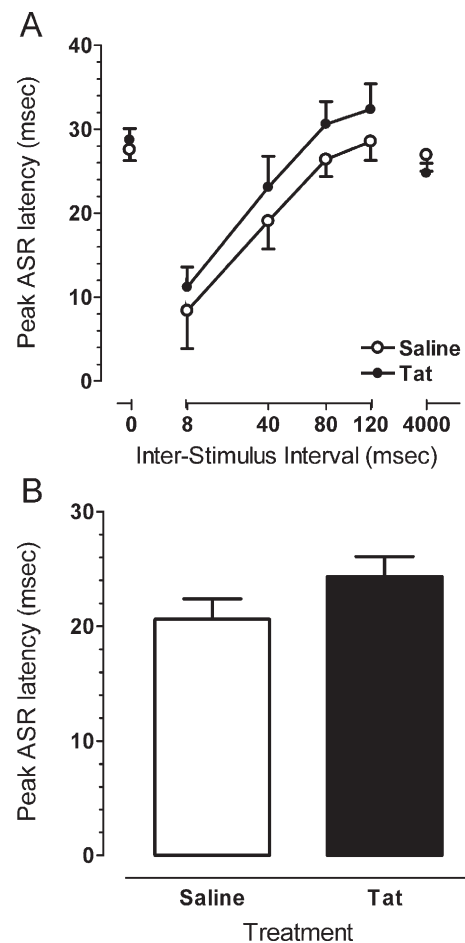 A
Peak ASR latency (msec)
40
30
20
10
0
Saline
Tat
0 8 40 80 120 4000
Inter-Stimulus Interval (msec)
B
Peak ASR latency (msec)
30
20
10
0
Saline Tat
Treatment